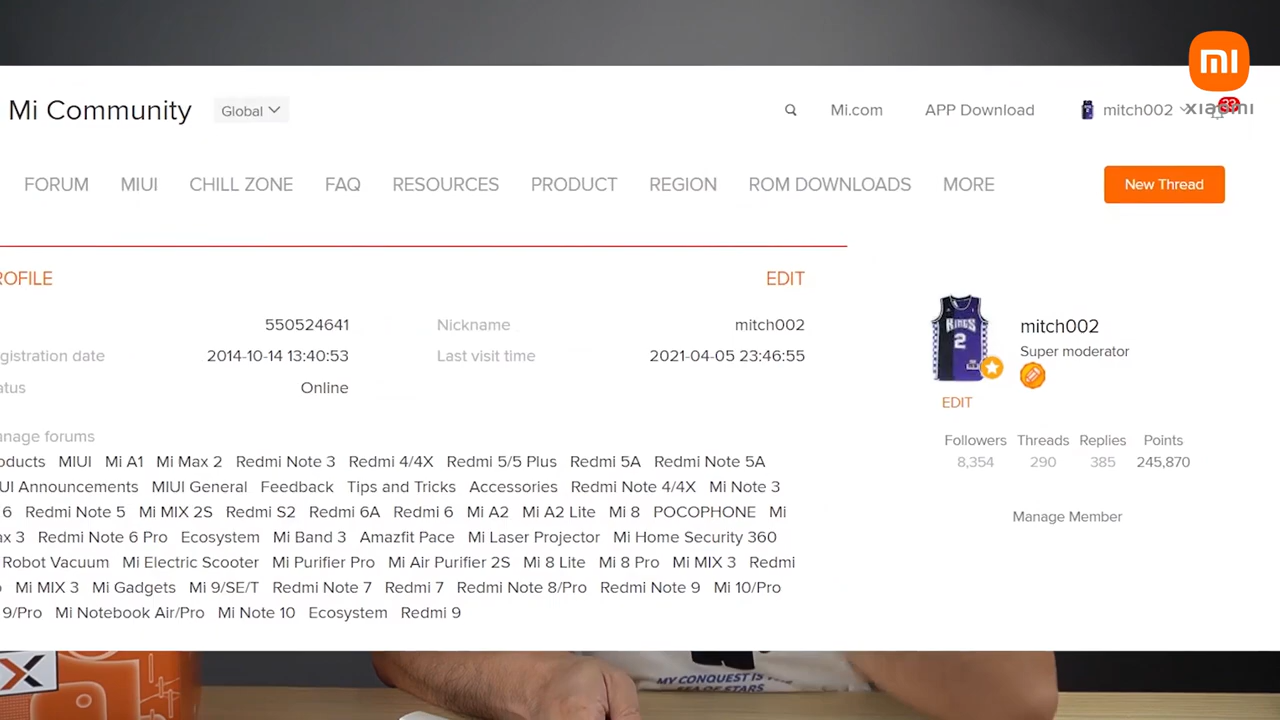 mi
xiaomi
Mi Community Global Mi.com APP Download mitch002 33
FORUM MIUI CHILL ZONE FAQ RESOURCES PRODUCT REGION ROM DOWNLOADS MORE New Thread
ROFILE EDIT
550524641 Nickname mitch002
gistration date 2014-10-14 13:40:53 Last visit time 2021-04-05 23:46:55
atus Online
KINGS
2
mitch002
Super moderator
EDIT
Followers Threads Replies Points
8,354 290 385 245,870
Manage Member
nage forums
oducts MIUI Mi A1 Mi Max 2 Redmi Note 3 Redmi 4/4X Redmi 5/5 Plus Redmi 5A Redmi Note 5A
UI Announcements MIUI General Feedback Tips and Tricks Accessories Redmi Note 4/4X Mi Note 3
6 Redmi Note 5 Mi MIX 2S Redmi S2 Redmi 6A Redmi 6 Mi A2 Mi A2 Lite Mi 8 POCOPHONE Mi
ax 3 Redmi Note 6 Pro Ecosystem Mi Band 3 Amazfit Pace Mi Laser Projector Mi Home Security 360
Robot Vacuum Mi Electric Scooter Mi Purifier Pro Mi Air Purifier 2S Mi 8 Lite Mi 8 Pro Mi MIX 3 Redmi
o Mi MIX 3 Mi Gadgets Mi 9/SE/T Redmi Note 7 Redmi 7 Redmi Note 8/Pro Redmi Note 9 Mi 10/Pro
9/Pro Mi Notebook Air/Pro Mi Note 10 Ecosystem Redmi 9
X
MY CONQUEST IS THE
SEA OF STARS